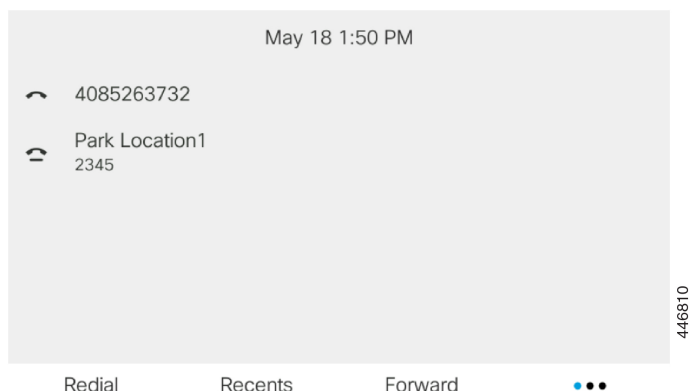 May 18 1:50 PM
4085263732
Park Location1
2345
446810
Redial Recents Forward